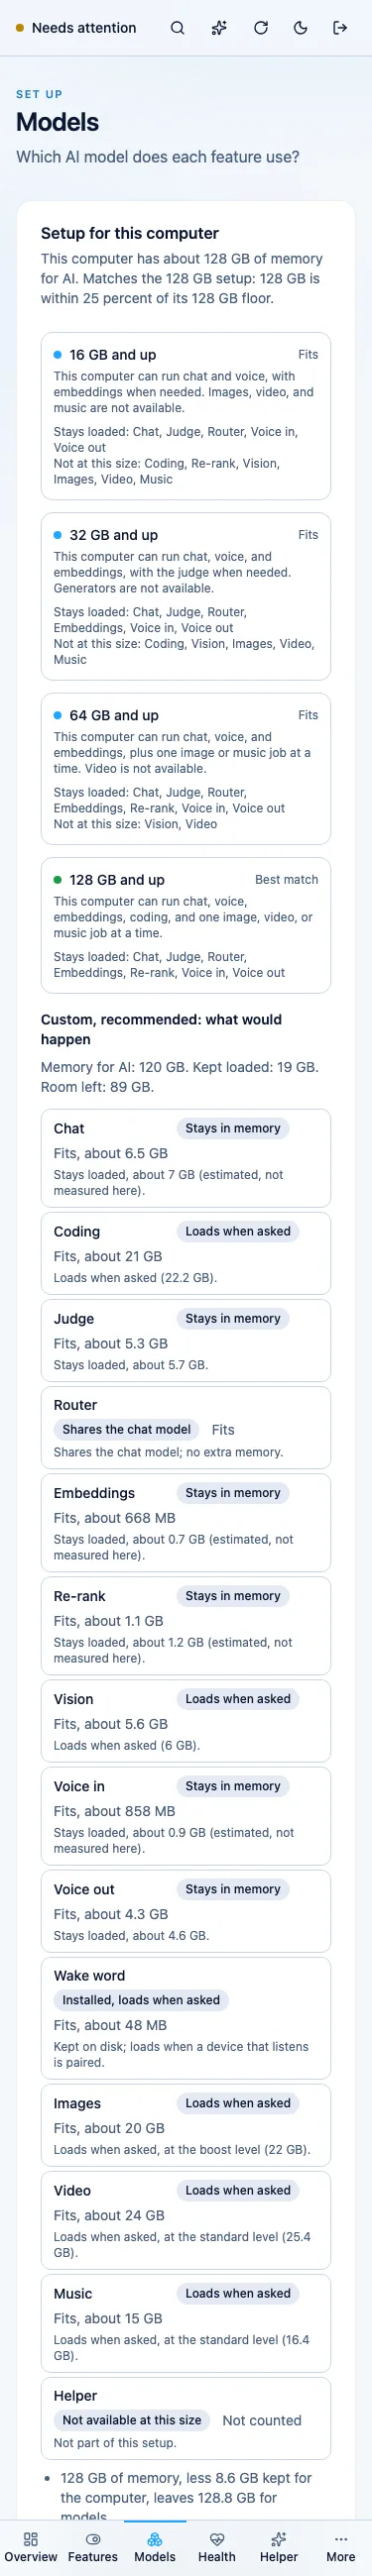 Needs attention
SET UP
Models
Which AI model does each feature use?
Setup for this computer
This computer has about 128 GB of memory
for AI. Matches the 128 GB setup: 128 GB is
within 25 percent of its 128 GB floor.
16 GB and up
Fits
This computer can run chat and voice, with
embeddings when needed. Images, video, and
music are not available.
Stays loaded: Chat, Judge, Router, Voice in,
Voice out
Not at this size: Coding, Re-rank, Vision,
Images, Video, Music
32 GB and up
Fits
This computer can run chat, voice, and
embeddings, with the judge when needed.
Generators are not available.
Stays loaded: Chat, Judge, Router,
Embeddings, Voice in, Voice out
Not at this size: Coding, Vision, Images, Video,
Music
64 GB and up
Fits
This computer can run chat, voice, and
embeddings, plus one image or music job at a
time. Video is not available.
Stays loaded: Chat, Judge, Router,
Embeddings, Re-rank, Voice in, Voice out
Not at this size: Vision, Video
128 GB and up
Best match
This computer can run chat, voice,
embeddings, coding, and one image, video, or
music job at a time.
Stays loaded: Chat, Judge, Router,
Embeddings, Re-rank, Voice in, Voice out
Custom, recommended: what would
happen
Memory for AI: 120 GB. Kept loaded: 19 GB.
Room left: 89 GB.
Chat
Stays in memory
Fits, about 6.5 GB
Stays loaded, about 7 GB (estimated, not
measured here).
Coding
Loads when asked
Fits, about 21 GB
Loads when asked (22.2 GB).
Judge
Stays in memory
Fits, about 5.3 GB
Stays loaded, about 5.7 GB.
Router
Shares the chat model
Fits
Shares the chat model; no extra memory.
Embeddings
Stays in memory
Fits, about 668 MB
Stays loaded, about 0.7 GB (estimated, not
measured here).
Re-rank
Stays in memory
Fits, about 1.1 GB
Stays loaded, about 1.2 GB (estimated, not
measured here).
Vision
Loads when asked
Fits, about 5.6 GB
Loads when asked (6 GB).
Voice in
Stays in memory
Fits, about 858 MB
Stays loaded, about 0.9 GB (estimated, not
measured here).
Voice out
Stays in memory
Fits, about 4.3 GB
Stays loaded, about 4.6 GB.
Wake word
Installed, loads when asked
Fits, about 48 MB
Kept on disk; loads when a device that listens
is paired.
Images
Loads when asked
Fits, about 20 GB
Loads when asked, at the boost level (22 GB).
Video
Loads when asked
Fits, about 24 GB
Loads when asked, at the standard level (25.4
GB).
Music
Loads when asked
Fits, about 15 GB
Loads when asked, at the standard level (16.4
GB).
Helper
Not available at this size
Not counted
Not part of this setup.
128 GB of memory, less 8.6 GB kept for
the computer, leaves 128.8 GB for
models
Overview
Features
Models
Health
Helper
More